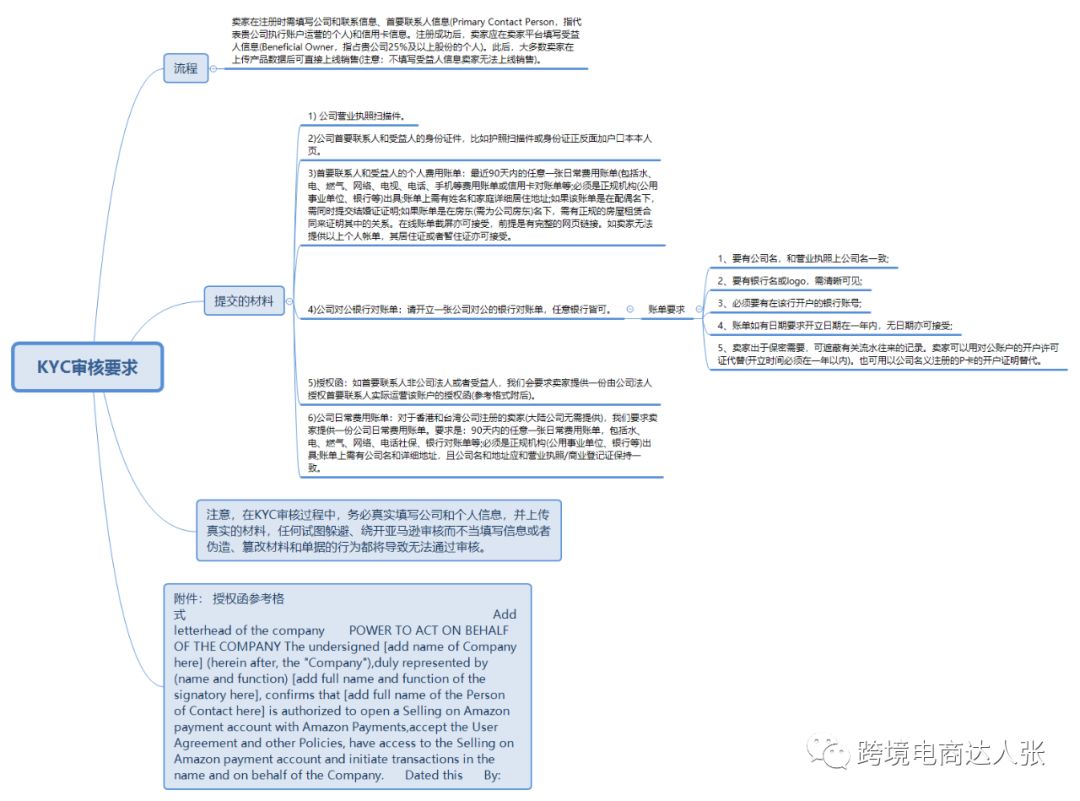 卖家在注册时需填写公司和联系信息、首要联系人信息(Primary Contact Person，指代
表贵公司执行账户运营的个人)和信用卡信息。注册成功后，卖家应在卖家平台填写受益
人信息(Beneficial Owner，指占贵公司25%及以上股份的个人)。此后，大多数卖家在
上传产品数据后可直接上线销售(注意：不填写受益人信息卖家无法上线销售)。
流程
1) 公司营业执照扫描件。
2)公司首要联系人和受益人的身份证件，比如护照扫描件或身份证正反面加户口本本人
页。
3)首要联系人和受益人的个人费用账单：最近90天内的任意一张日常费用账单(包括水、
电、燃气、网络、电视、电话、手机等费用账单或信用卡对账单等;必须是正规机构(公用
事业单位、银行等)出具;账单上需有姓名和家庭详细居住地址;如果该账单是在配偶名下，
需同时提交结婚证证明;如果账单是在房东(需为公司房东)名下，需有正规的房屋租赁合
同来证明其中的关系。在线账单截屏亦可接受，前提是有完整的网页链接。如卖家无法
提供以上个人帐单，其居住证或者暂住证亦可接受。
提交的材料
4)公司对公银行对账单：请开立一张公司对公的银行对账单，任意银行皆可。
账单要求
1、要有公司名，和营业执照上公司名一致;
2、要有银行名或logo，需清晰可见;
3、必须要有在该行开户的银行账号;
4、账单如有日期要求开立日期在一年内，无日期亦可接受;
5、卖家出于保密需要，可遮蔽有关流水往来的记录。卖家可以用对公账户的开户许可
证代替(开立时间必须在一年以内)。也可用以公司名义注册的P卡的开户证明替代。
5)授权函：如首要联系人非公司法人或者受益人，我们会要求卖家提供一份由公司法人
授权首要联系人实际运营该账户的授权函(参考格式附后)。
6)公司日常费用账单：对于香港和台湾公司注册的卖家(大陆公司无需提供)，我们要求卖
家提供一份公司日常费用账单。要求是：90天内的任意一张日常费用账单，包括水、
电、燃气、网络、电话社保、银行对账单等;必须是正规机构(公用事业单位、银行等)出
具;账单上需有公司名和详细地址，且公司名和地址应和营业执照/商业登记证保持一
致。
KYC审核要求
注意，在KYC审核过程中，务必真实填写公司和个人信息，并上传
真实的材料，任何试图躲避、绕开亚马逊审核而不当填写信息或者
伪造、篡改材料和单据的行为都将导致无法通过审核。
附件： 授权函参考格
式 Add
letterhead of the company POWER TO ACT ON BEHALF
OF THE COMPANY The undersigned [add name of Company
here] (herein after, the "Company"),duly represented by
(name and function) [add full name and function of the
signatory here], confirms that [add full name of the Person
of Contact here] is authorized to open a Selling on Amazon
payment account with Amazon Payments,accept the User
Agreement and other Policies, have access to the Selling on
Amazon payment account and initiate transactions in the
name and on behalf of the Company. Dated this By:
跨境电商达人张